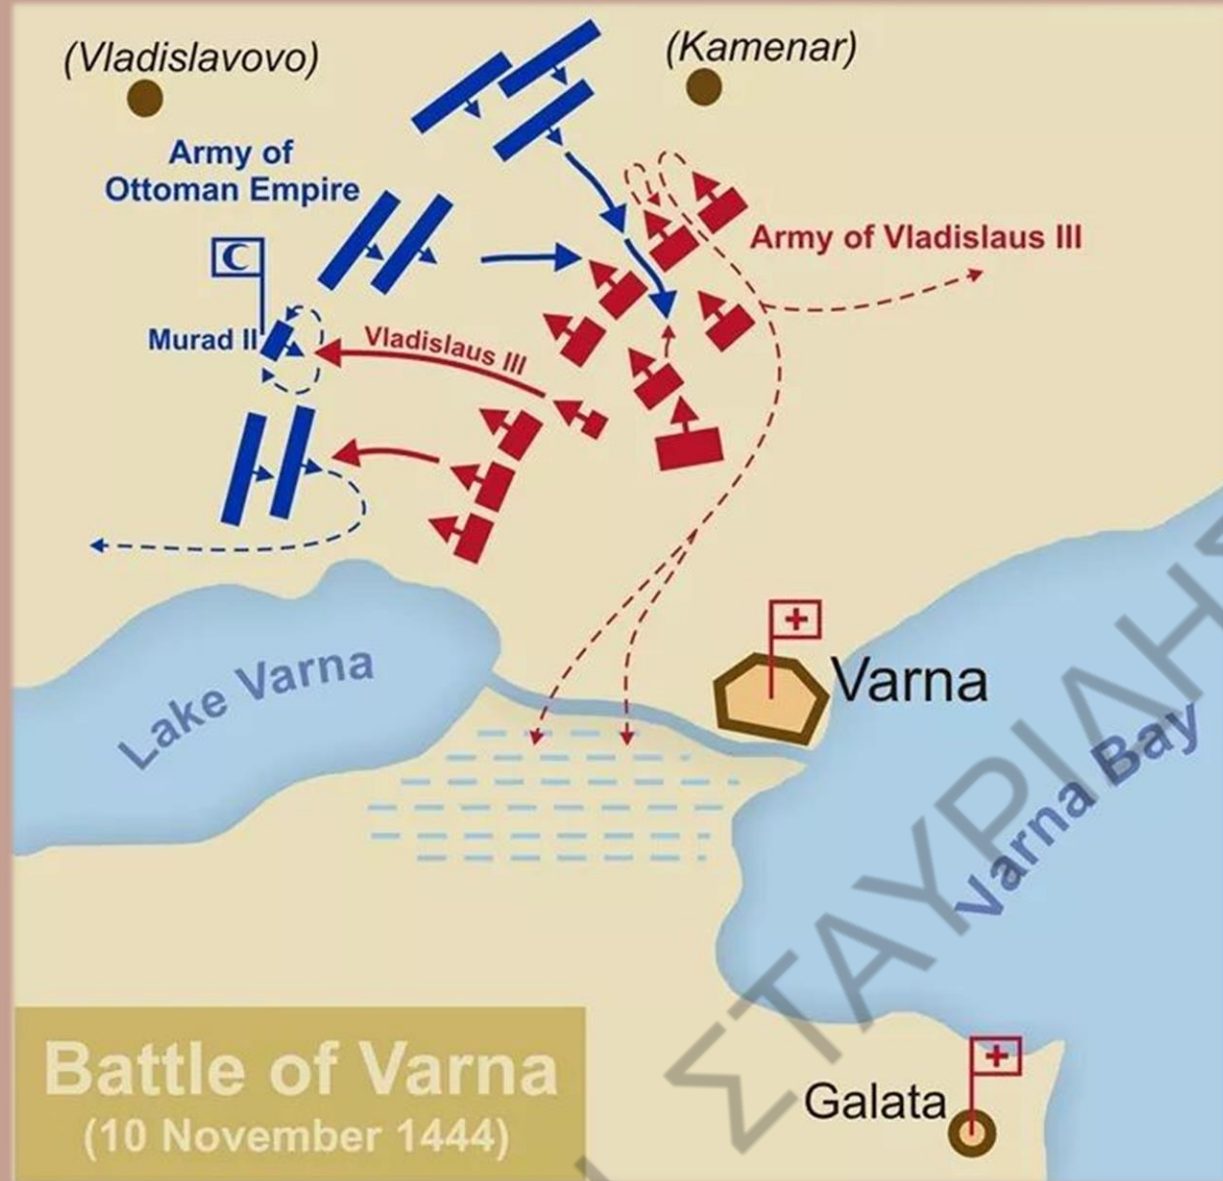 (Vladislavovo)
(Kamenar)
Army of
Ottoman Empire
Army of Vladislaus III
Murad II
Vladislaus III
Lake Varna
Varna
Varna Bay
Galata
Battle of Varna
(10 November 1444)
ΣΤΑΥΡΙΔΗΣ